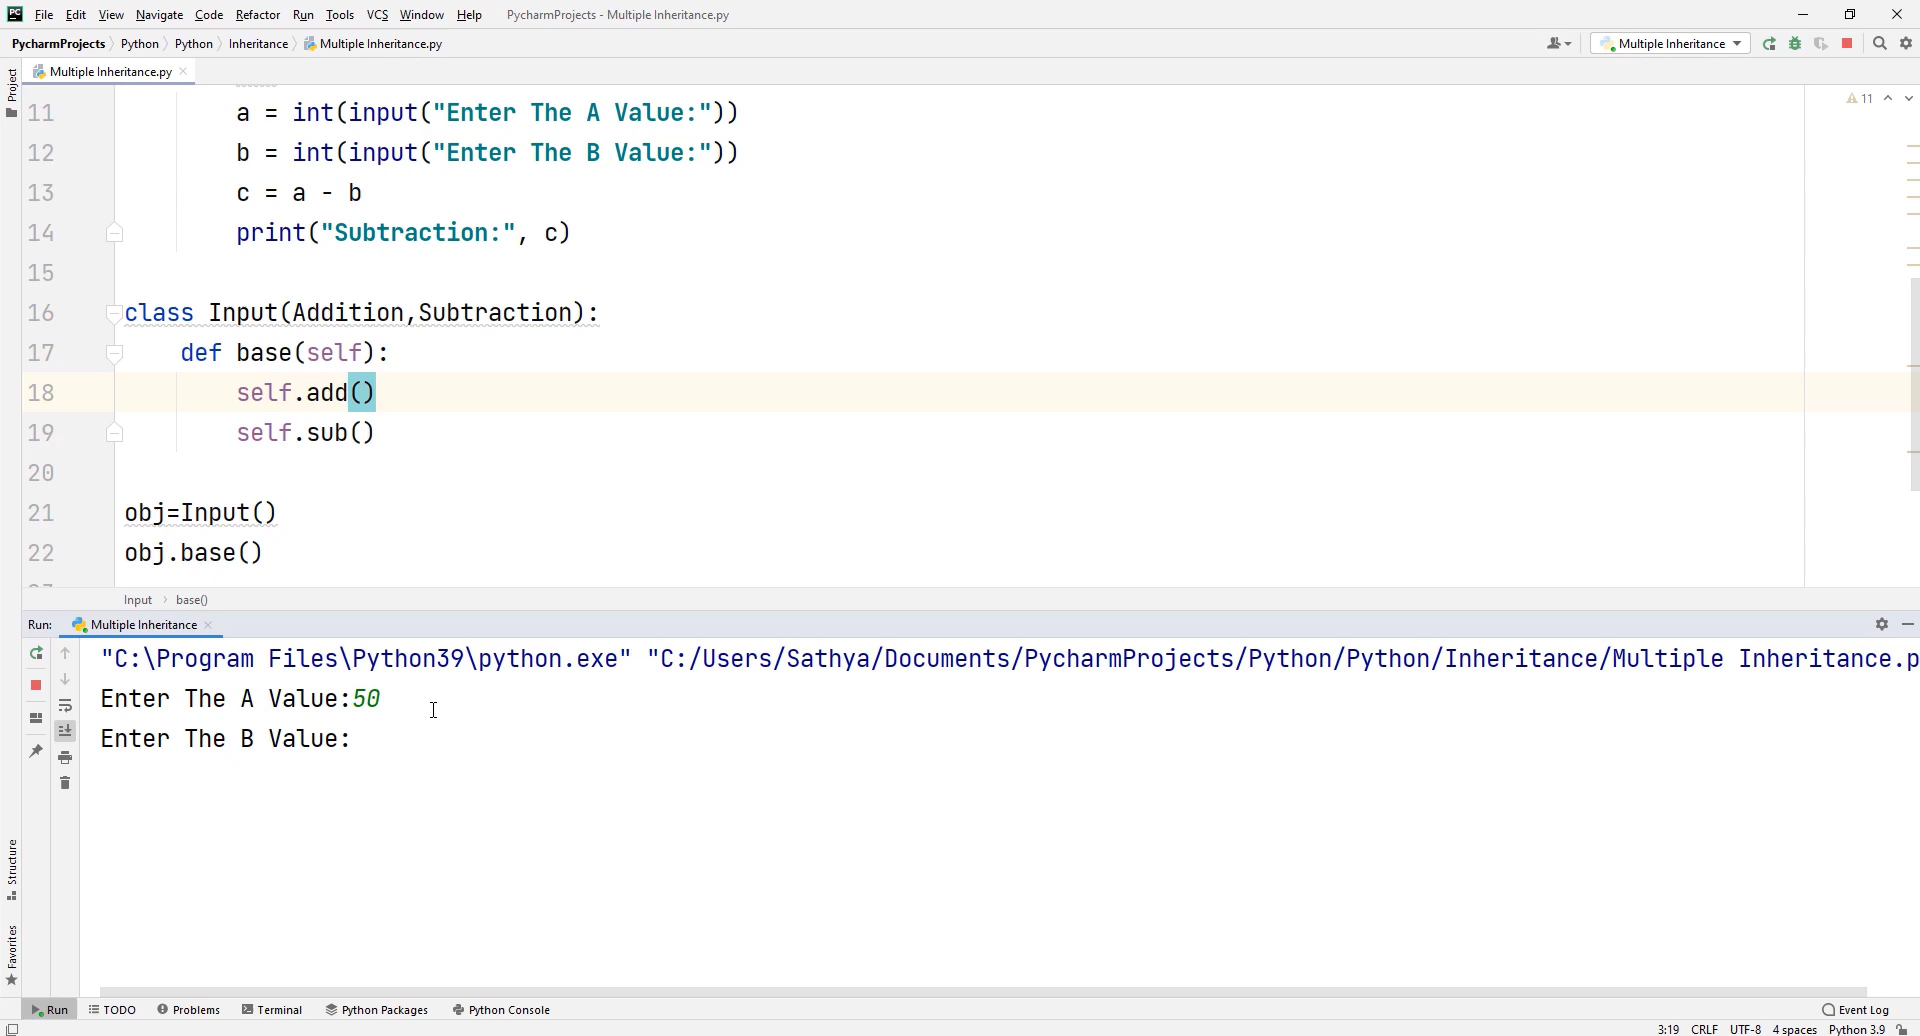 File Edit View Navigate Code Refactor Run Tools VCS Window Help PycharmProjects - Multiple Inheritance.py
PycharmProjects Python Python Inheritance Multiple Inheritance.py Multiple Inheritance
Project
Multiple Inheritance.py
11
11 a = int(input("Enter The A Value:"))
12 b = int(input("Enter The B Value:"))
13 c = a - b
14 print("Subtraction:", c)
15
16 class Input(Addition,Subtraction):
17 def base(self):
18 self.add()
19 self.sub()
20
21 obj=Input()
22 obj.base()
Input base()
Run: Multiple Inheritance
"C:\Program Files\Python39\python.exe" "C:/Users/Sathya/Documents/PycharmProjects/Python/Python/Inheritance/Multiple Inheritance.p
Enter The A Value:50
Enter The B Value:
Structure
Favorites
Run TODO Problems Terminal Python Packages Python Console Event Log
3:19 CRLF UTF-8 4 spaces Python 3.9